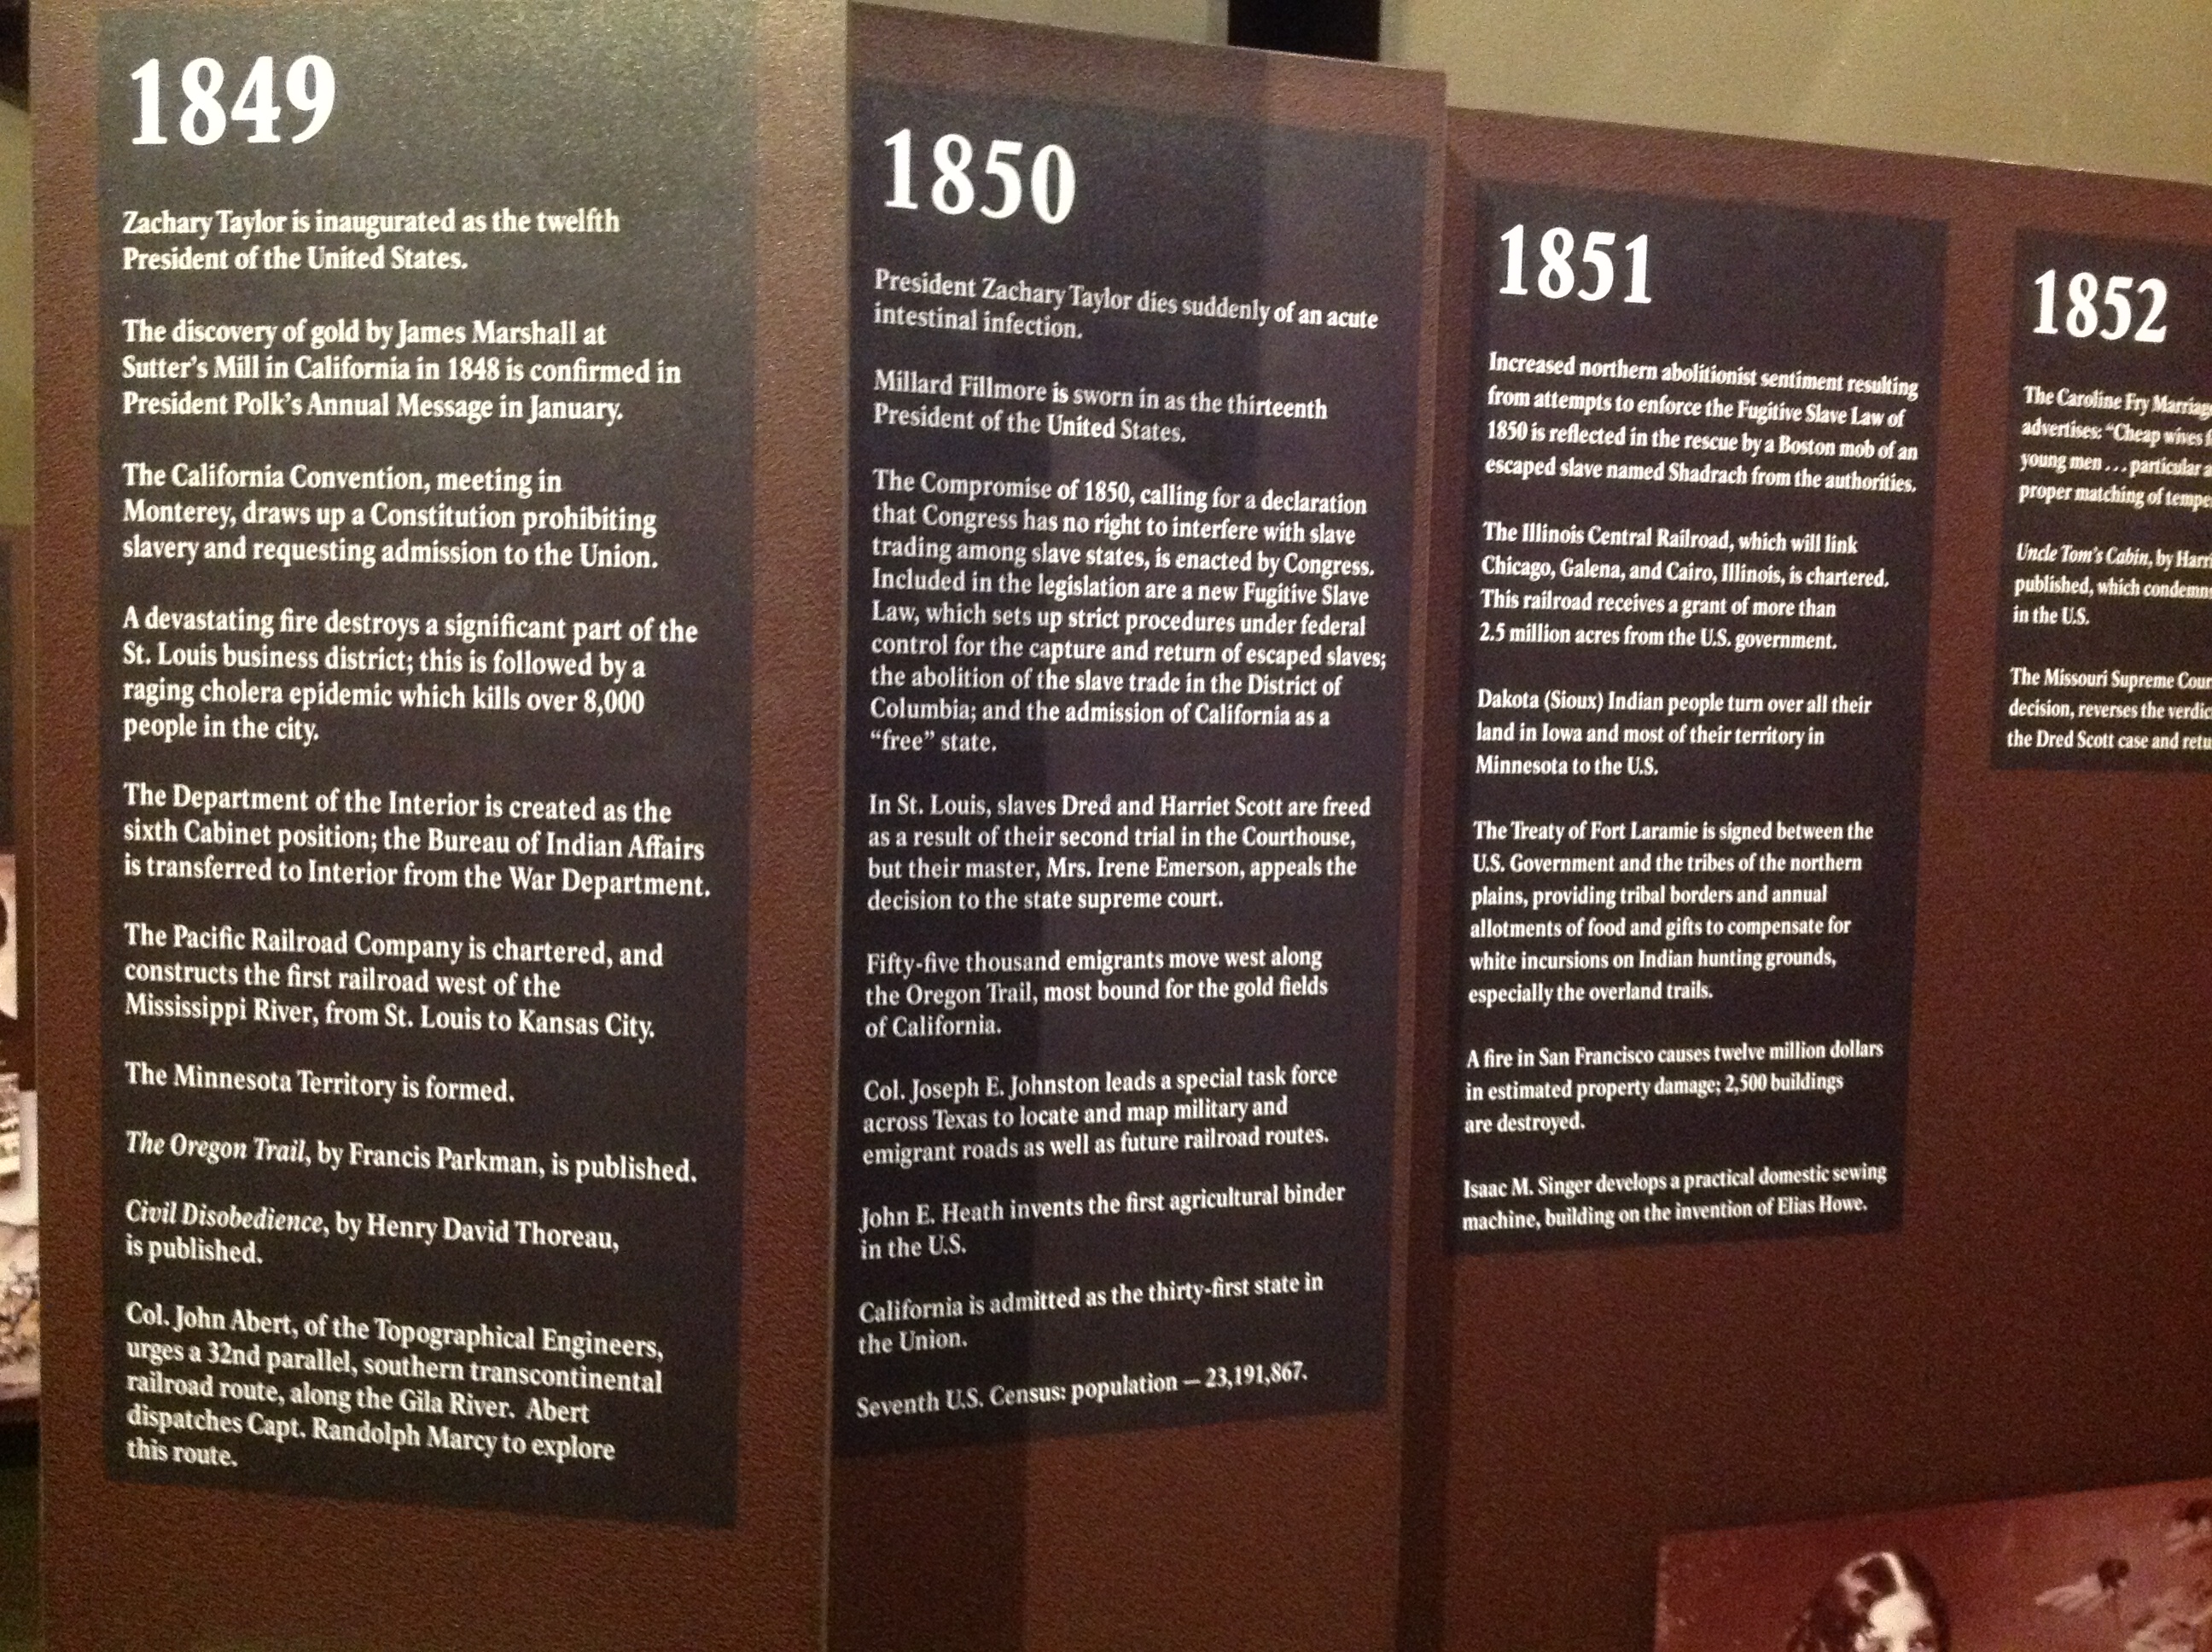 1849
Zachary Taylor is inaugurated as the twelfth
President of the United States.
The discovery of gold by James Marshall at
Sutter's Mill in California in 1848 is confirmed in
President Polk's Annual Message in January.
The California Convention, meeting in
Monterey, draws up a Constitution prohibiting
slavery and requesting admission to the Union.
A devastating fire destroys a significant part of the
St. Louis business district; this is followed by a
raging cholera epidemic which kills over 8,000
people in the city.
The Department of the Interior is created as the
sixth Cabinet position; the Bureau of Indian Affairs
is transferred to Interior from the War Department.
The Pacific Railroad Company is chartered, and
constructs the first railroad west of the
Mississippi River, from St. Louis to Kansas City.
The Minnesota Territory is formed.
The Oregon Trail, by Francis Parkman, is published.
Civil Disobedience, by Henry David Thoreau,
is published.
Col. John Abert, of the Topographical Engineers,
urges a 32nd parallel, southern transcontinental
railroad route, along the Gila River. Abert
dispatches Capt. Randolph Marcy to explore
this route.
1850
President Zachary Taylor dies suddenly of an acute
intestinal infection.
Millard Fillmore is sworn in as the thirteenth
President of the United States.
The Compromise of 1850, calling for a declaration
that Congress has no right to interfere with slave
trading among slave states, is enacted by Congress.
Included in the legislation are a new Fugitive Slave
Law, which sets up strict procedures under federal
control for the capture and return of escaped slaves;
the abolition of the slave trade in the District of
Columbia; and the admission of California as a
“free” state.
In St. Louis, slaves Dred and Harriet Scott are freed
as a result of their second trial in the Courthouse,
but their master, Mrs. Irene Emerson, appeals the
decision to the state supreme court.
Fifty-five thousand emigrants move west along
the Oregon Trail, most bound for the gold fields
of California.
Col. Joseph E. Johnston leads a special task force
across Texas to locate and map military and
emigrant roads as well as future railroad routes.
John E. Heath invents the first agricultural binder
in the U.S.
California is admitted as the thirty-first state in
the Union.
Seventh U.S. Census: population — 23,191,867.
1851
Increased northern abolitionist sentiment resulting
from attempts to enforce the Fugitive Slave Law of
1850 is reflected in the rescue by a Boston mob of an
escaped slave named Shadrach from the authorities.
The Illinois Central Railroad, which will link
Chicago, Galena, and Cairo, Illinois, is chartered.
This railroad receives a grant of more than
2.5 million acres from the U.S. government.
Dakota (Sioux) Indian people turn over all their
land in Iowa and most of their territory in
Minnesota to the U.S.
The Treaty of Fort Laramie is signed between the
U.S. Government and the tribes of the northern
plains, providing tribal borders and annual
allotments of food and gifts to compensate for
white incursions on Indian hunting grounds,
especially the overland trails.
A fire in San Francisco causes twelve million dollars
in estimated property damage; 2,500 buildings
are destroyed.
Isaac M. Singer develops a practical domestic sewing
machine, building on the invention of Elias Howe.
1852
The Caroline Fry
advertises: “Cheap wives
young men . . . particular
proper matching of
Uncle Tom's Cabin, by
published, which
in the U.S.
The Missouri Supreme
decision, reverses the
the Dred Scott case and